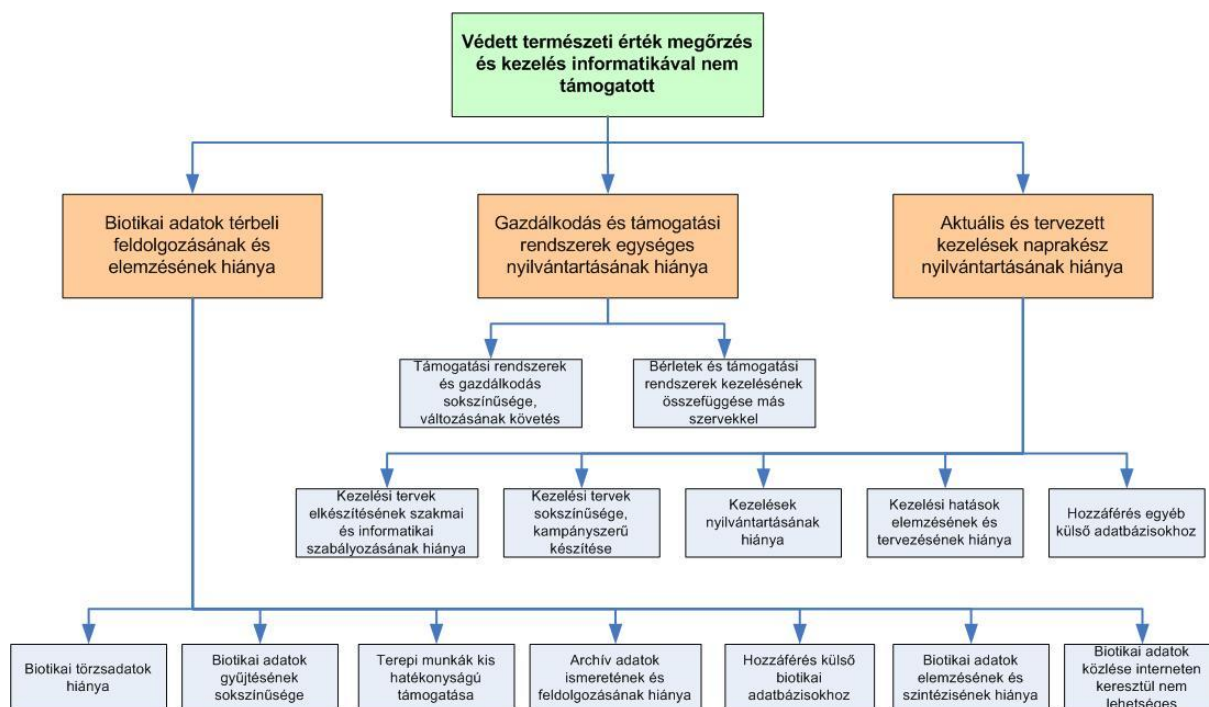 Védett természeti érték megőrzés
és kezelés informatikával nem
támogatott
Biotikai adatok térbeli
feldolgozásának és
elemzésének hiánya
Gazdálkodás és támogatási
rendszerek egységes
nyilvántartásának hiánya
Aktuális és tervezett
kezelések naprakész
nyilvántartásának hiánya
Támogatási rendszerek
és gazdálkodás
sokszínűsége,
változásának követés
Bérletek és támogatási
rendszerek kezelésének
összefüggése más
szervekkel
Kezelési tervek
elkészítésének szakmai
és informatikai
szabályozásának hiánya
Kezelési tervek
sokszínűsége,
kampányszerű
készítése
Kezelések
nyilvántartásának
hiánya
Kezelési hatások
elemzésének és
tervezésének hiánya
Hozzáférés egyéb
külső adatbázisokhoz
Biotikai törzsadatok
hiánya
Biotikai adatok
gyűjtésének
sokszínűsége
Terepi munkák kis
hatékonyságú
támogatása
Archív adatok
ismeretének és
feldolgozásának hiánya
Hozzáférés külső
biotikai
adatbázisokhoz
Biotikai adatok
elemzésének és
szintézisének hiánya
Biotikai adatok
közlése interneten
keresztül nem
lehetséges